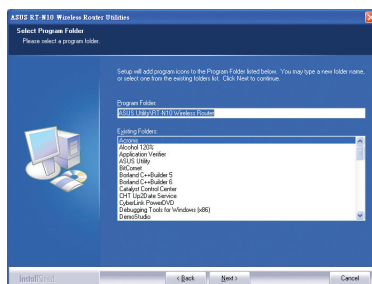 ASUS RT-N10 Wireless Router Utilities
Select Program Folder
Please select a program folder.
Setup will add program icons to the Program Folder listed below. You may type a new folder name, or select one from the existing folders list. Click Next to continue.
Program Folder:
ASUS Utility\RT-N10 Wireless Router
Existing Folders:
Acronis
Alcohol 120%
Application Verifier
ASUS Utility
BitComet
Borland C++Builder 5
Borland C++Builder 6
Catalyst Control Center
CHT Up2Date Service
CyberLink PowerDVD
Debugging Tools for Windows (x86)
DemoStudio
InstallShield
< Back
Next >
Cancel